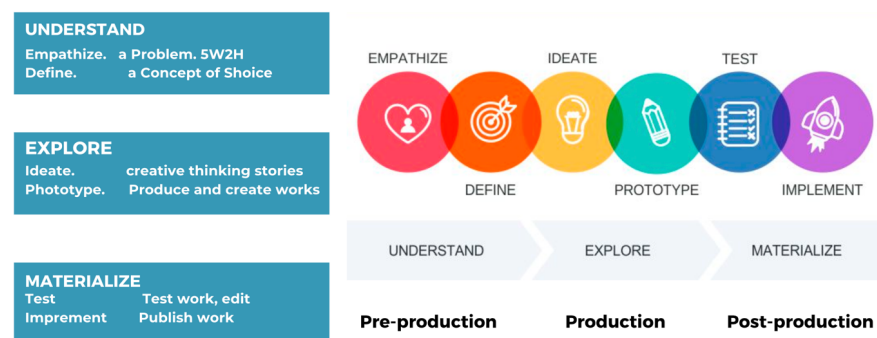 UNDERSTAND
Empathize. a Problem. 5W2H
Define. a Concept of Shoice
EXPLORE
Ideate. creative thinking stories
Phototype. Produce and create works
MATERIALIZE
Test Test work, edit
Imprement Publish work
EMPATHIZE IDEATE TEST
DEFINE PROTOTYPE IMPLEMENT
UNDERSTAND EXPLORE MATERIALIZE
Pre-production Production Post-production